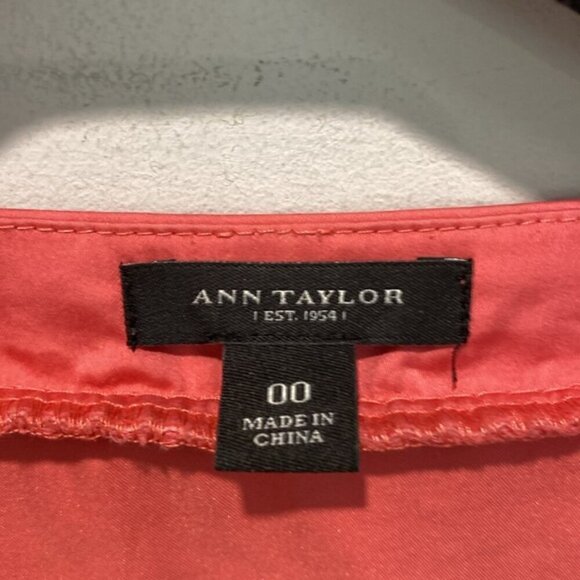 ANN TAYLOR
| EST. 1954 |
00
MADE IN
CHINA